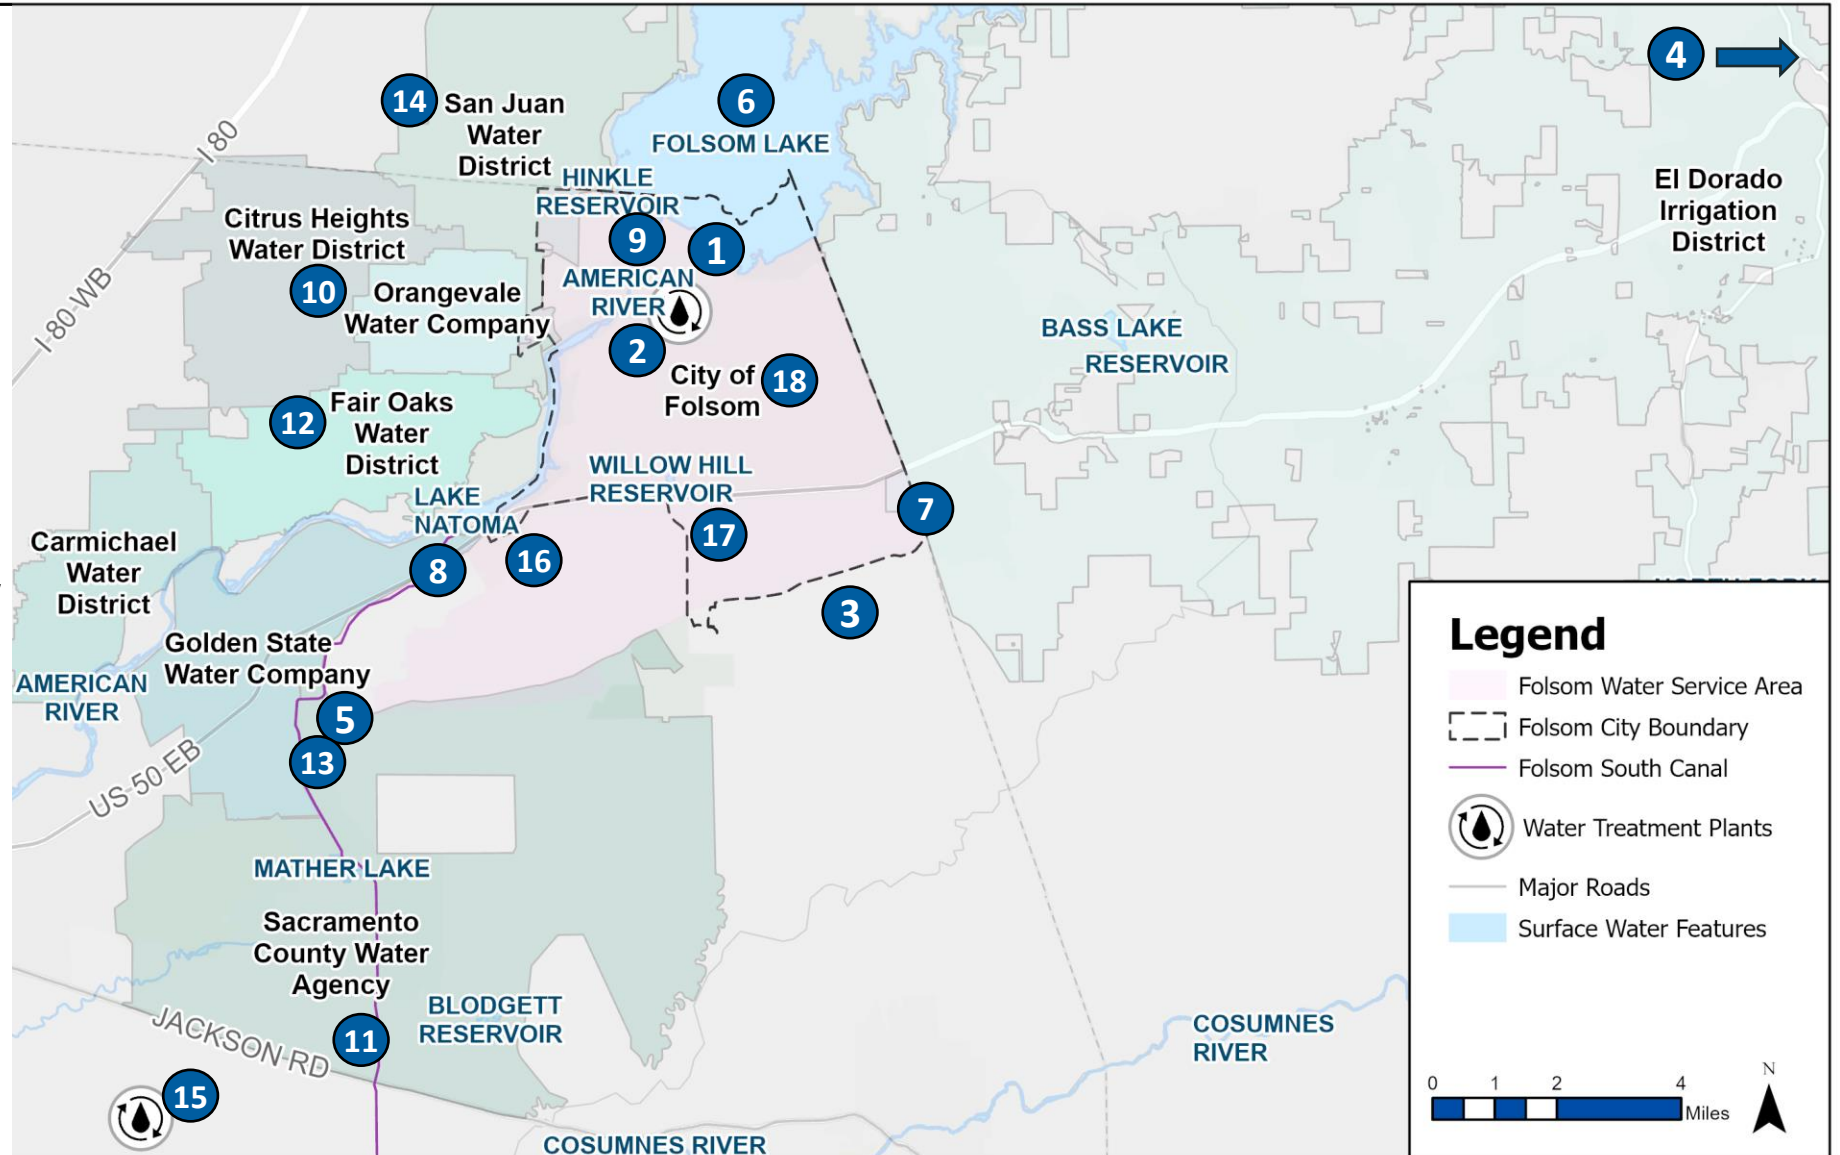 4
14
San Juan
Water
District
6
FOLSOM LAKE
I 80
HINKLE
RESERVOIR
El Dorado
Irrigation
District
Citrus Heights
Water District
9
1
10
Orangevale
Water Company
AMERICAN
RIVER
I-80-WB
2
BASS LAKE
RESERVOIR
City of
Folsom
18
12
Fair Oaks
Water
District
WILLOW HILL
RESERVOIR
LAKE
NATOMA
7
17
Carmichael
Water
District
8
16
3
Golden State
Water Company
AMERICAN
RIVER
5
13
US-50-EB
MATHER LAKE
Sacramento
County Water
Agency
BLODGETT
RESERVOIR
JACKSON RD
11
COSUMNES
RIVER
15
COSUMNES RIVER
Legend
Folsom Water Service Area
Folsom City Boundary
Folsom South Canal
Water Treatment Plants
Major Roads
Surface Water Features
N
0 1 2 4
Miles